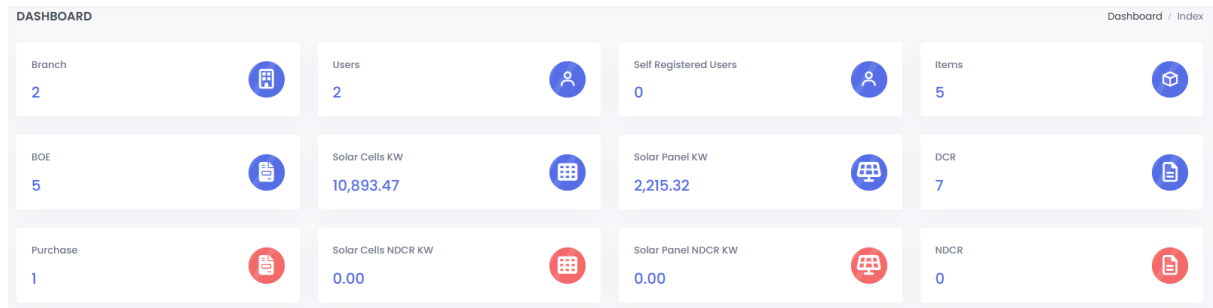 DASHBOARD
Dashboard / Index
Branch
2
Users
2
Self Registered Users
0
Items
5
BOE
5
Solar Cells KW
10,893.47
Solar Panel KW
2,215.32
DCR
7
Purchase
1
Solar Cells NDCR KW
0.00
Solar Panel NDCR KW
0.00
NDCR
0